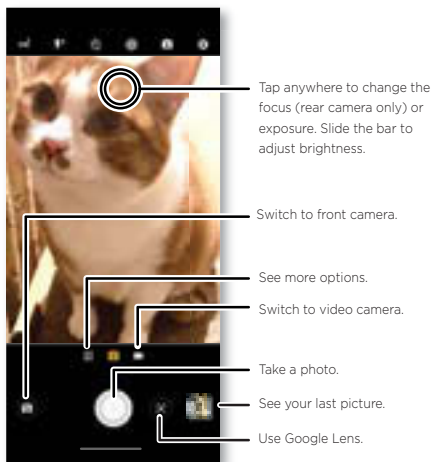 Tap anywhere to change the
focus (rear camera only) or
exposure. Slide the bar to
adjust brightness.
Switch to front camera.
See more options.
Switch to video camera.
Take a photo.
See your last picture.
Use Google Lens.